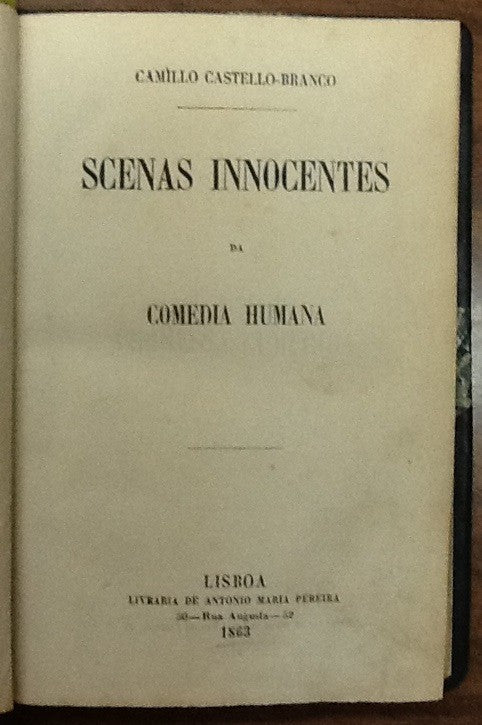 CAMILLO CASTELLO-BRANCO
SCENAS INNOCENTES
DA
COMEDIA HUMANA
LISBOA
LIVRARIA DE ANTONIO MARIA PEREIRA
50—Rua Augusta—52
1863